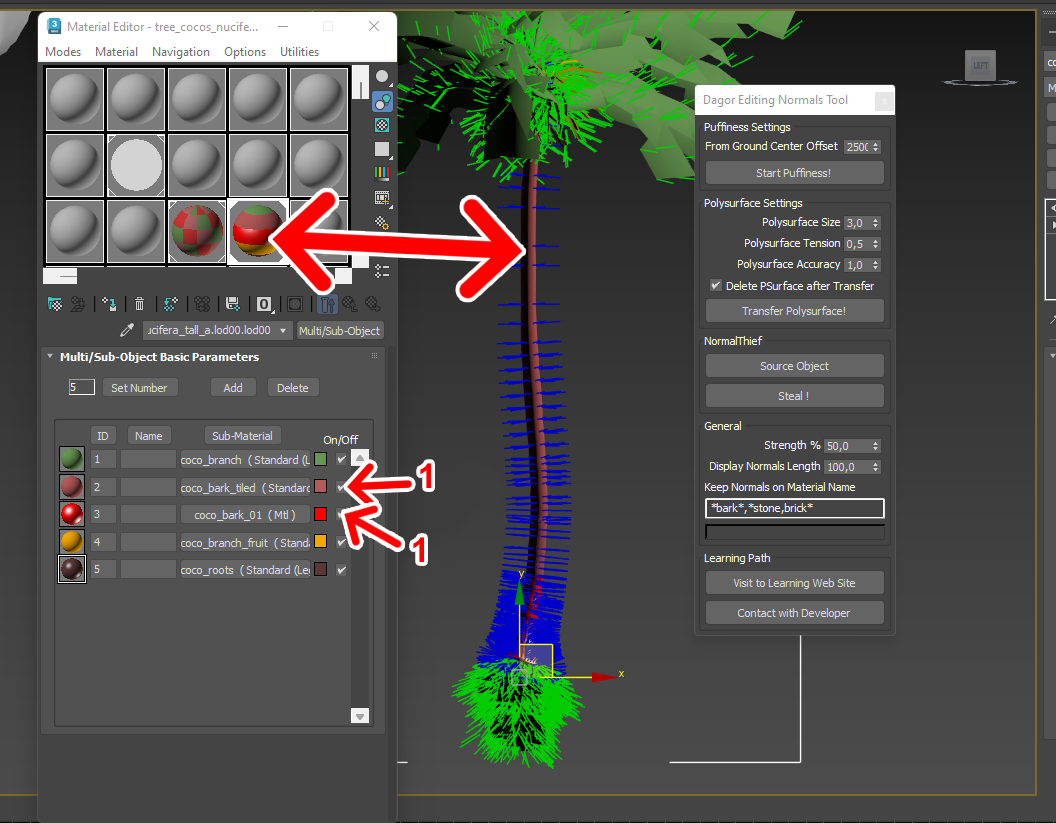 3
Material Editor - tree_cocos_nucife...
Modes Material Navigation Options Utilities
LEFT
Dagor Editing Normals Tool
Puffiness Settings
From Ground Center Offset 2500
Start Puffiness!
Polysurface Settings
Polysurface Size 3,0
Polysurface Tension 0,5
Polysurface Accuracy 1,0
Delete PSurface after Transfer
Transfer Polysurface!
NormalThief
Source Object
Steal !
General
Strength % 50,0
Display Normals Length 100,0
Keep Normals on Material Name
*bark*,*stone,brick*
Learning Path
Visit to Learning Web Site
Contact with Developer
0
ucifera_tall_a.lod00.lod00 Multi/Sub-Object
Multi/Sub-Object Basic Parameters
5 Set Number Add Delete
ID Name Sub-Material On/Off
1 coco_branch ( Standard (L
2 coco_bark_tiled ( Standard
3 coco_bark_01 ( Mtl )
4 coco_branch_fruit ( Standa
5 coco_roots ( Standard (Leg
1
1
y
x